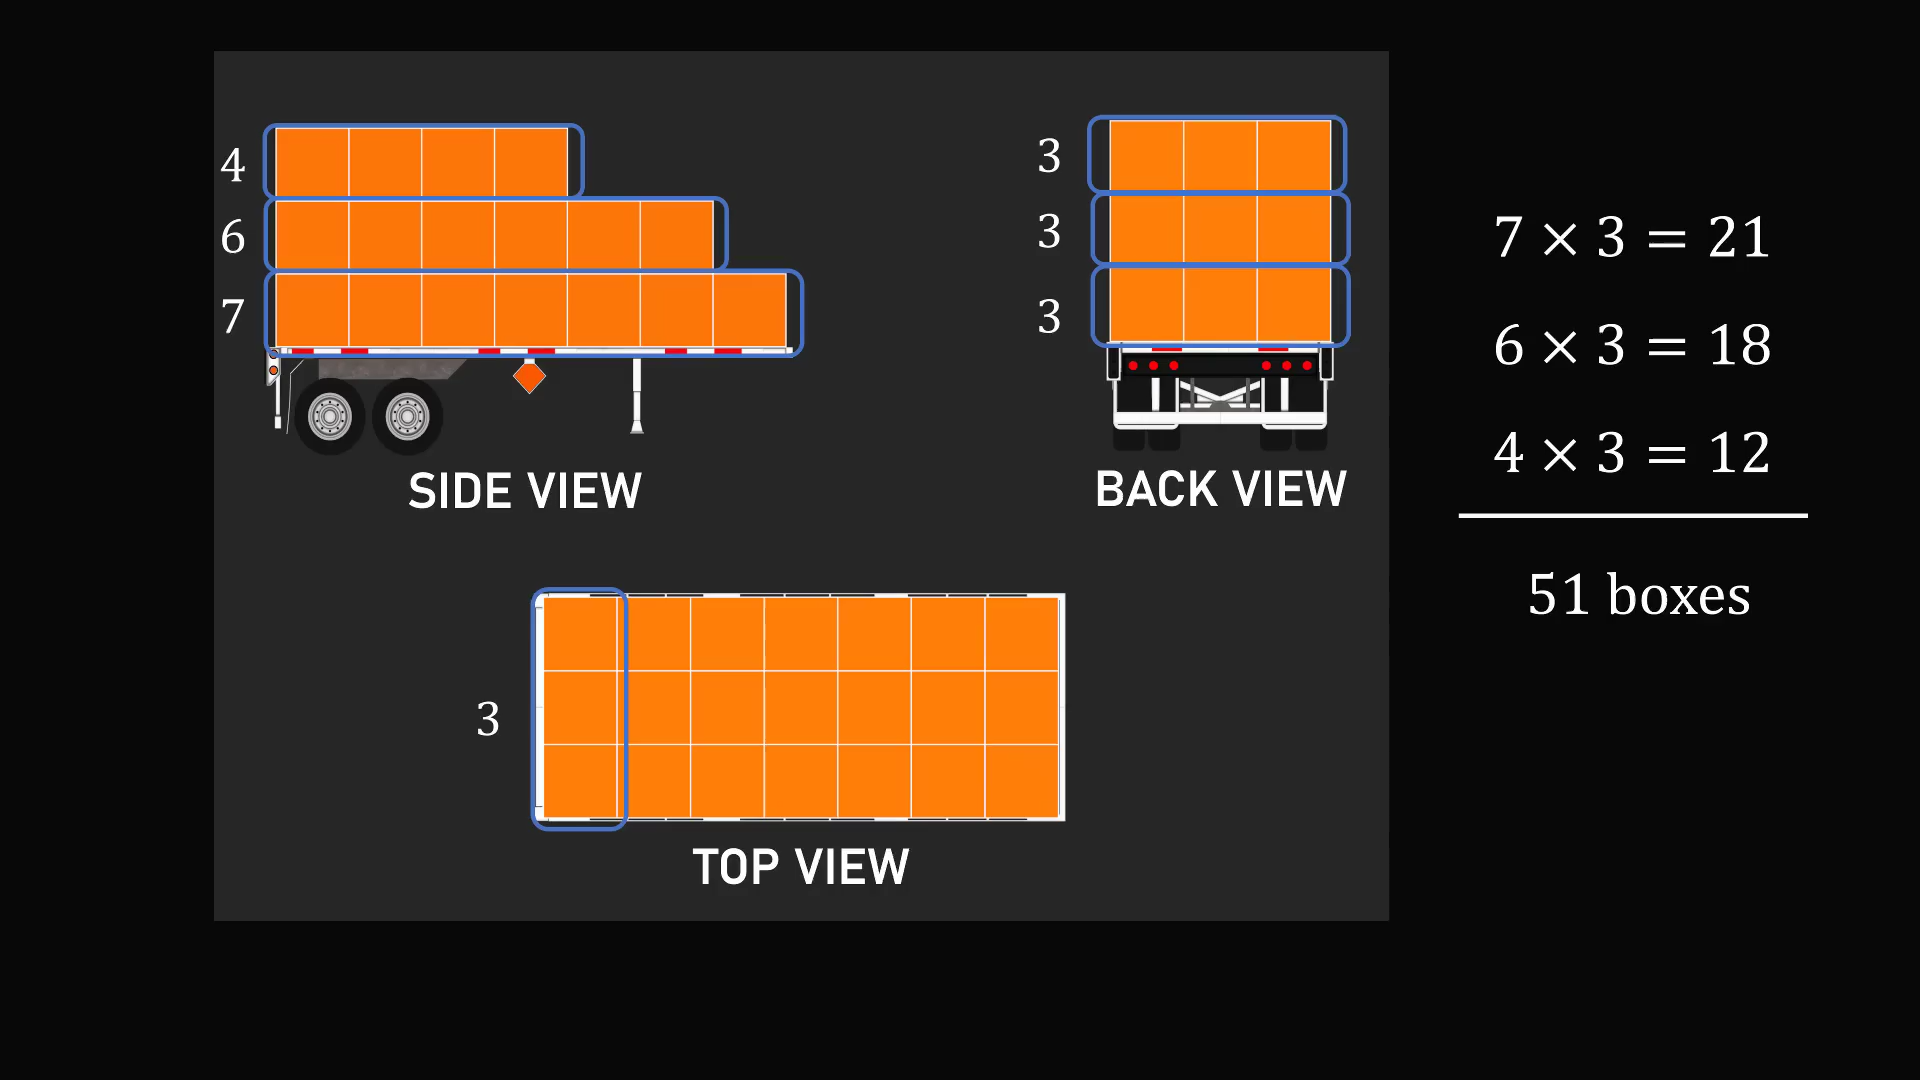 4
6
7
SIDE VIEW
3
3
3
BACK VIEW
3
TOP VIEW
7 × 3 = 21
6 × 3 = 18
4 × 3 = 12
51 boxes